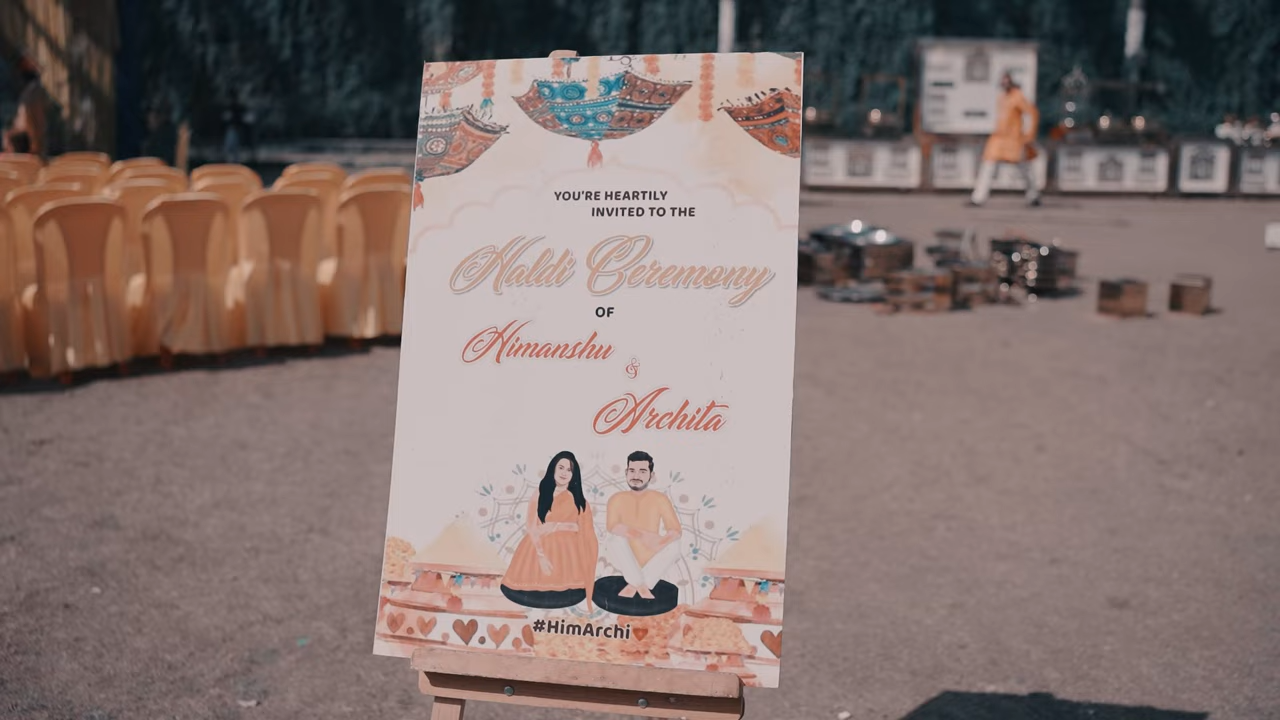 YOU'RE HEARTILY
INVITED TO THE
Haldi Ceremony
OF
Himanshu
&
Archita
#HimArchi